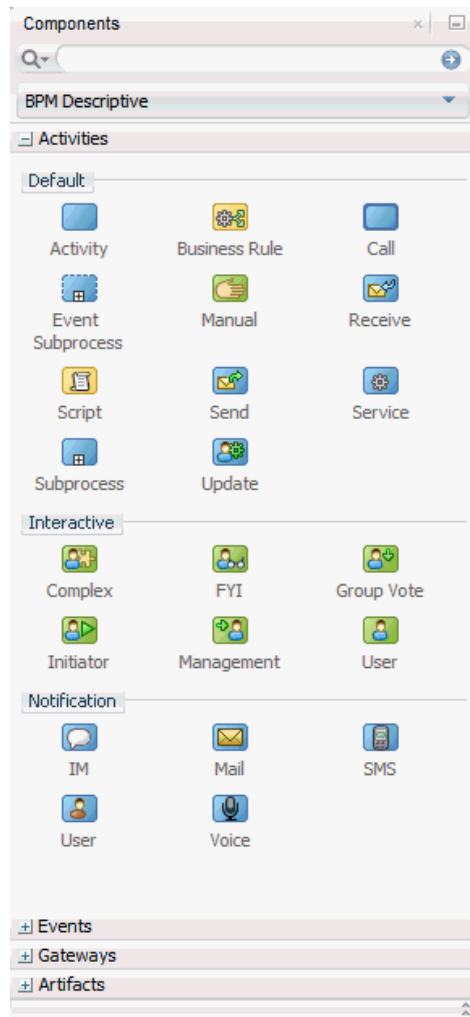 Components
BPM Descriptive
Activities
Default
Activity Business Rule Call
Event Manual Receive
Subprocess
Script Send Service
Subprocess Update
Interactive
Complex FYI Group Vote
Initiator Management User
Notification
IM Mail SMS
User Voice
Events
Gateways
Artifacts